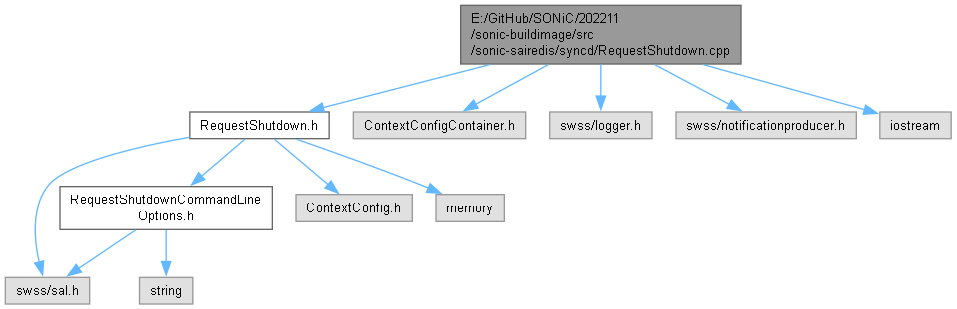 E:/GitHub/SONiC/202211
/sonic-buildimage/src
/sonic-sairedis/syncd/RequestShutdown.cpp
RequestShutdown.h
ContextConfigContainer.h
swss/logger.h
swss/notificationproducer.h
iostream
RequestShutdownCommandLine
Options.h
ContextConfig.h
memory
swss/sal.h
string